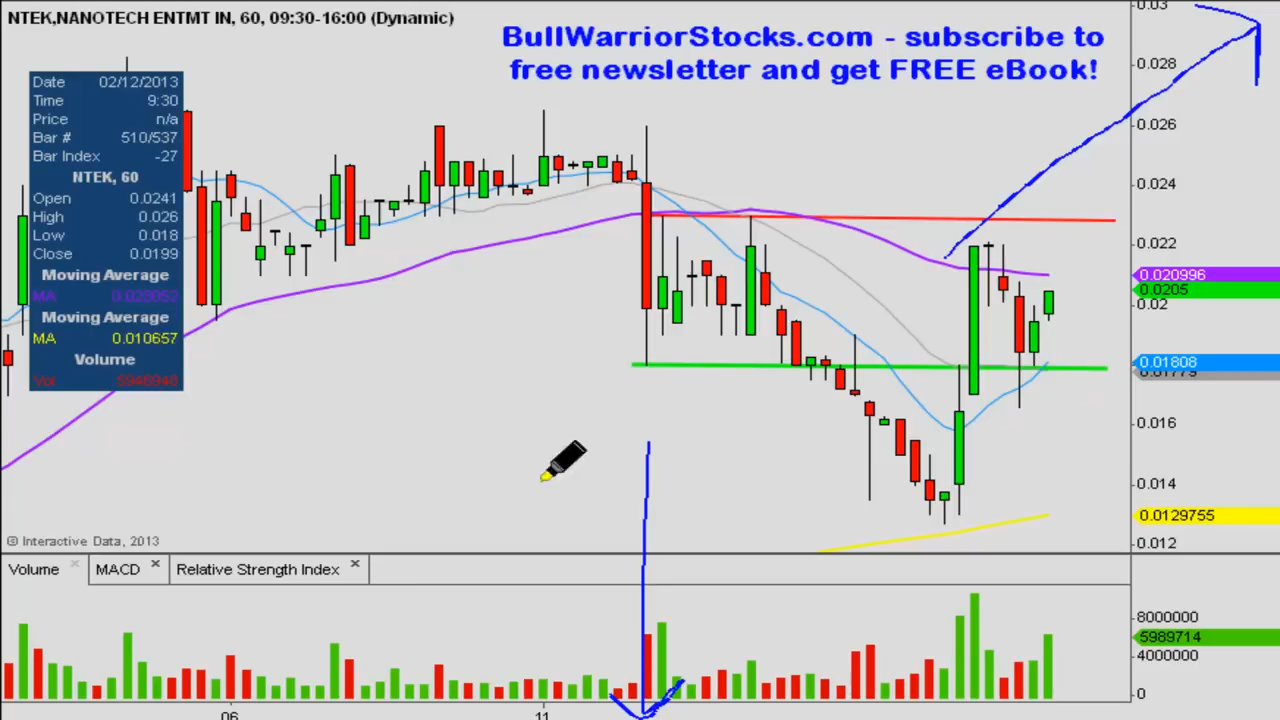 NTEK,NANOTECH ENTMT IN, 60, 09:30-16:00 (Dynamic)
BullWarriorStocks.com - subscribe to
free newsletter and get FREE eBook!
Date 02/12/2013
Time 9:30
Price n/a
Bar # 510/537
Bar Index -27
NTEK, 60
Open 0.0241
High 0.026
Low 0.018
Close 0.0199
Moving Average
MA
Moving Average
MA 0.010657
Volume
Vol 5946948
0.03
0.028
0.026
0.024
0.022
0.020996
0.0205
0.02
0.01808
0.01779
0.016
0.014
0.0129755
0.012
© Interactive Data, 2013
Volume × MACD × Relative Strength Index ×
8000000
5989714
4000000
0
06 11